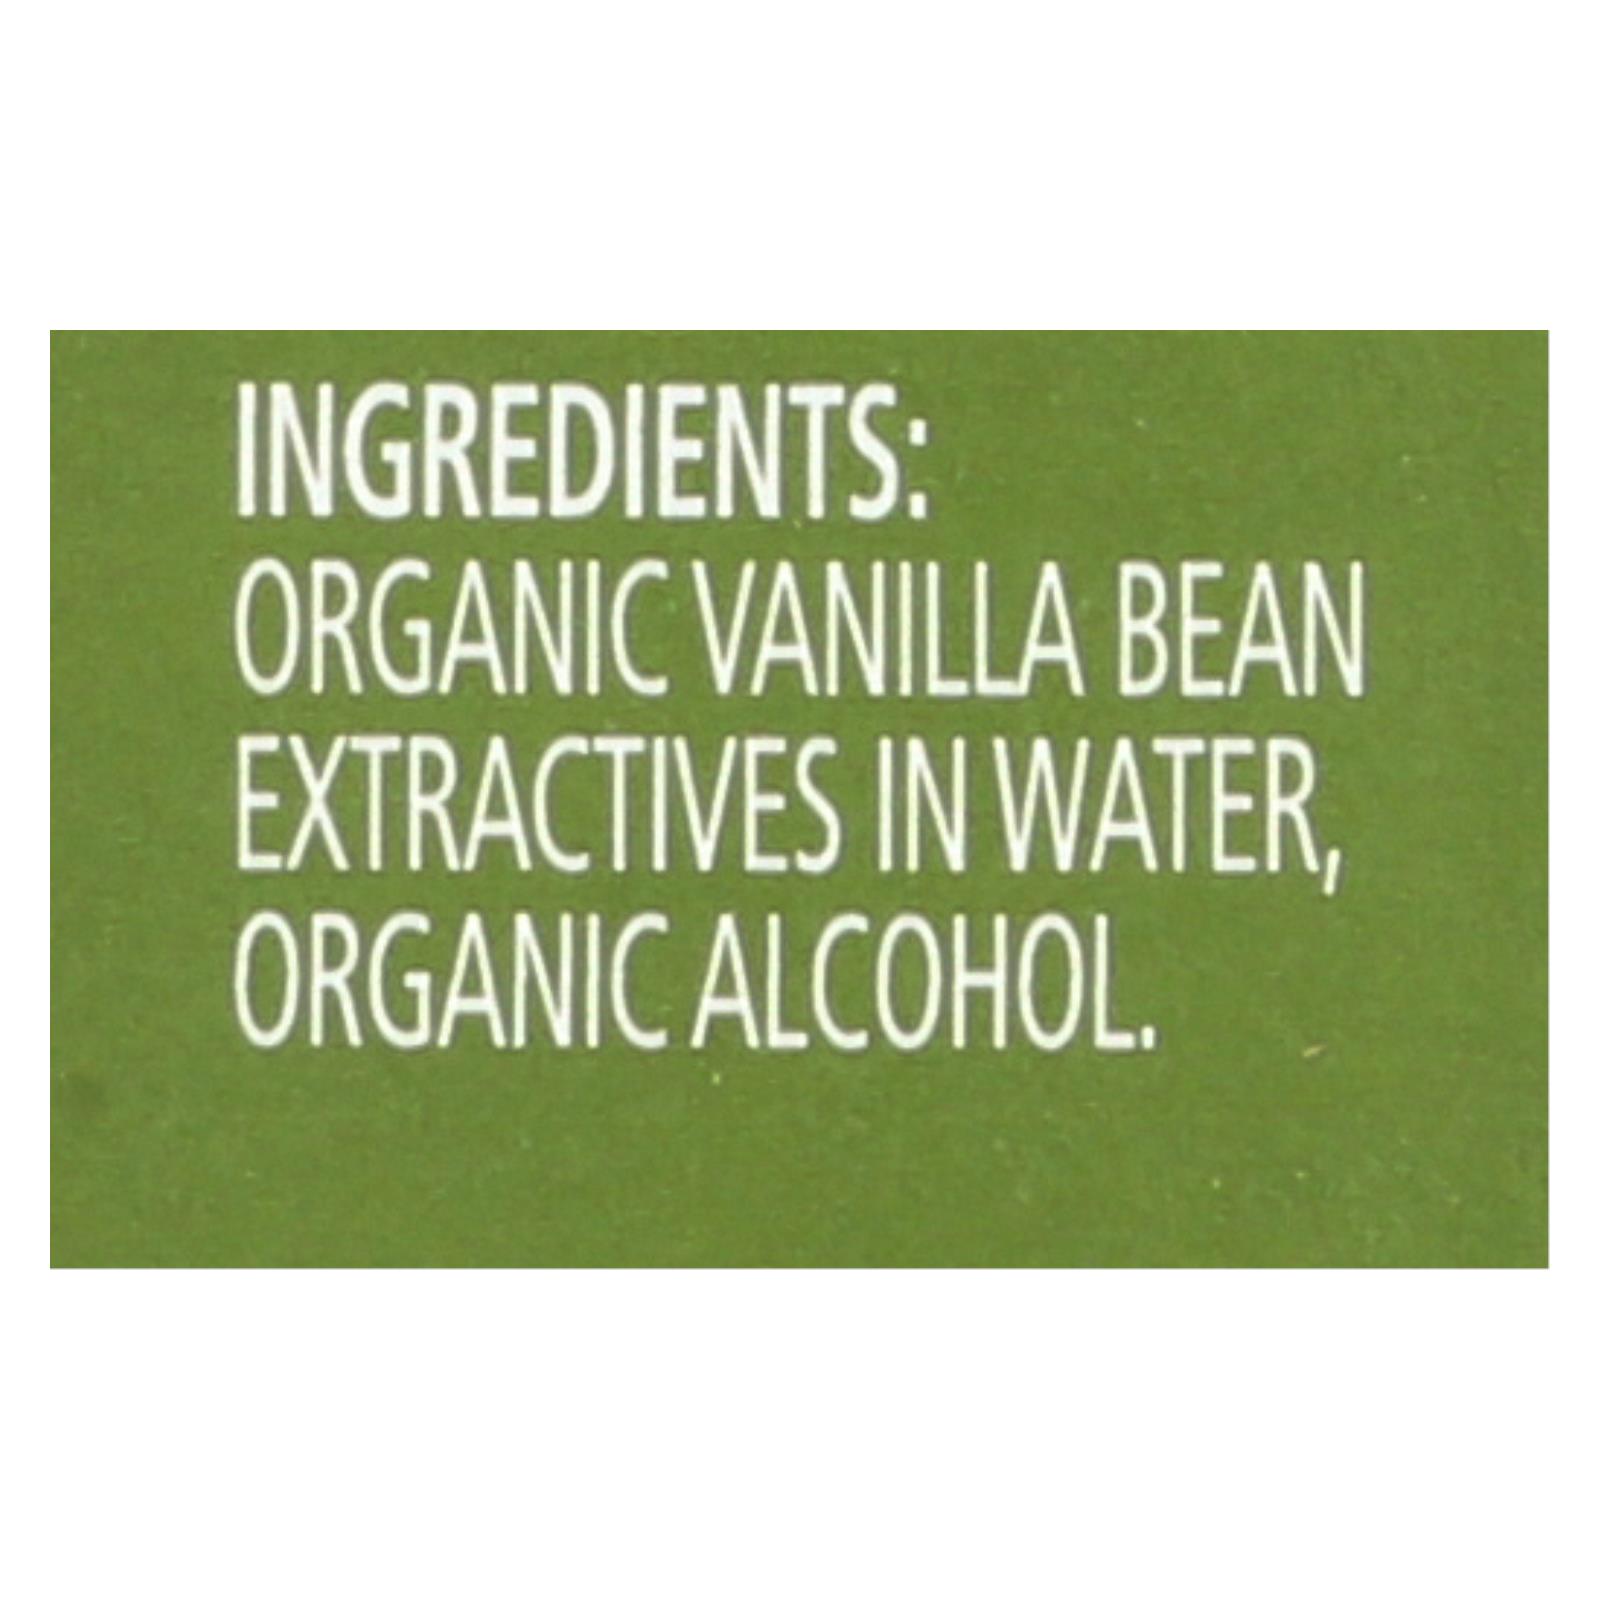 INGREDIENTS:
ORGANIC VANILLA BEAN
EXTRACTIVES IN WATER,
ORGANIC ALCOHOL.